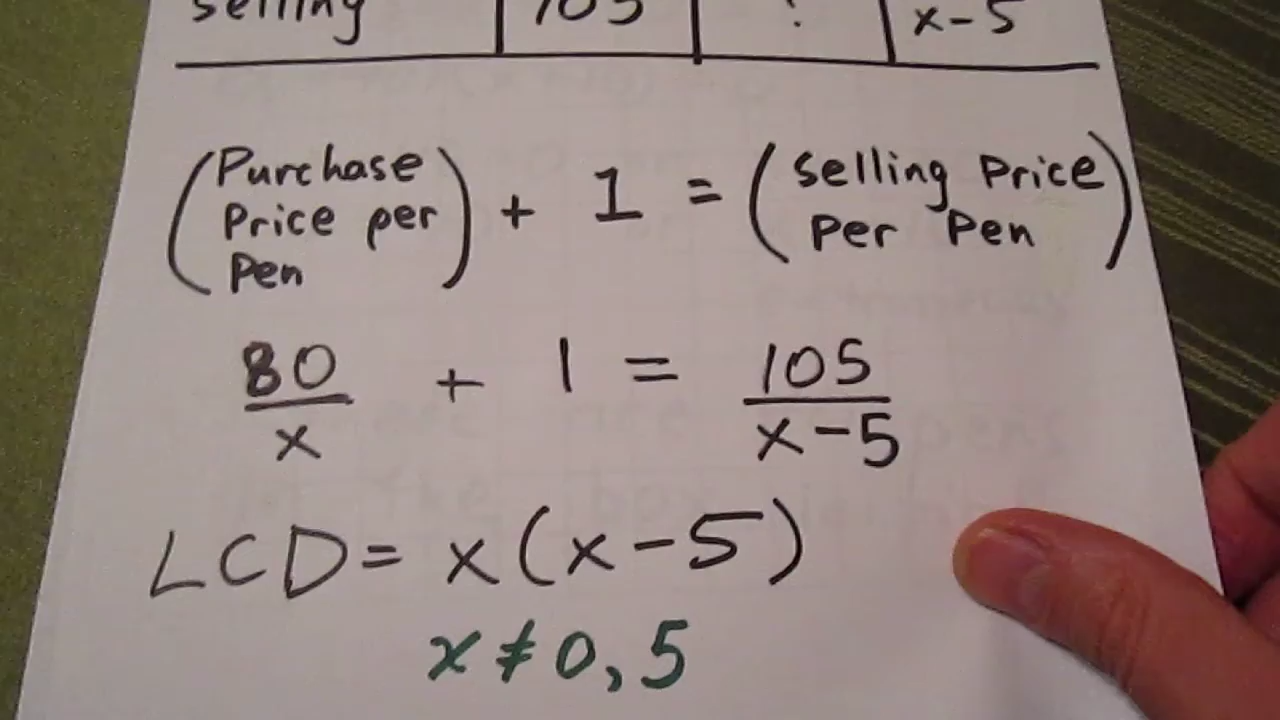 selling 105 ? x-5
(Purchase Price per Pen) + 1 = (selling Price Per Pen)
80/x + 1 = 105/(x-5)
LCD = x(x-5)
x≠0,5